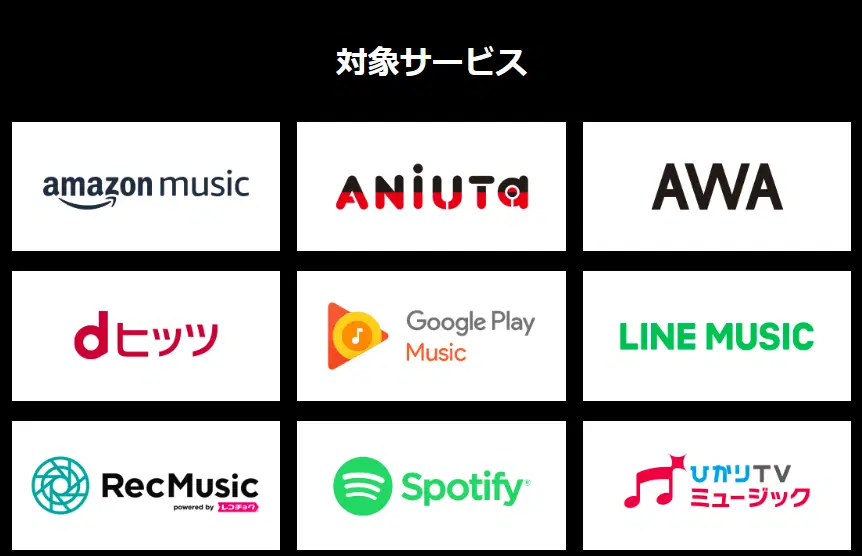 対象サービス
amazon music
ANiUTa
AWA
dヒッツ
Google Play
Music
LINE MUSIC
RecMusic
powered by レコチョク
Spotify®
ひかりTV
ミュージック